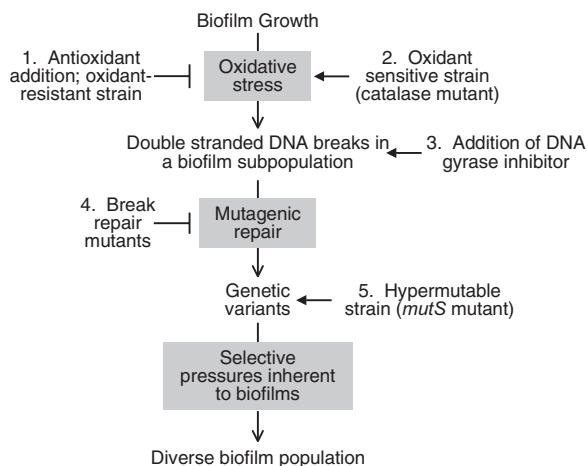 Biofilm Growth
1. Antioxidant
addition; oxidant-
resistant strain
Oxidative
stress
2. Oxidant
sensitive strain
(catalase mutant)
Double stranded DNA breaks in
a biofilm subpopulation
3. Addition of DNA
gyrase inhibitor
4. Break
repair
mutants
Mutagenic
repair
Genetic
variants
5. Hypermutable
strain (mutS mutant)
Selective
pressures inherent
to biofilms
Diverse biofilm population